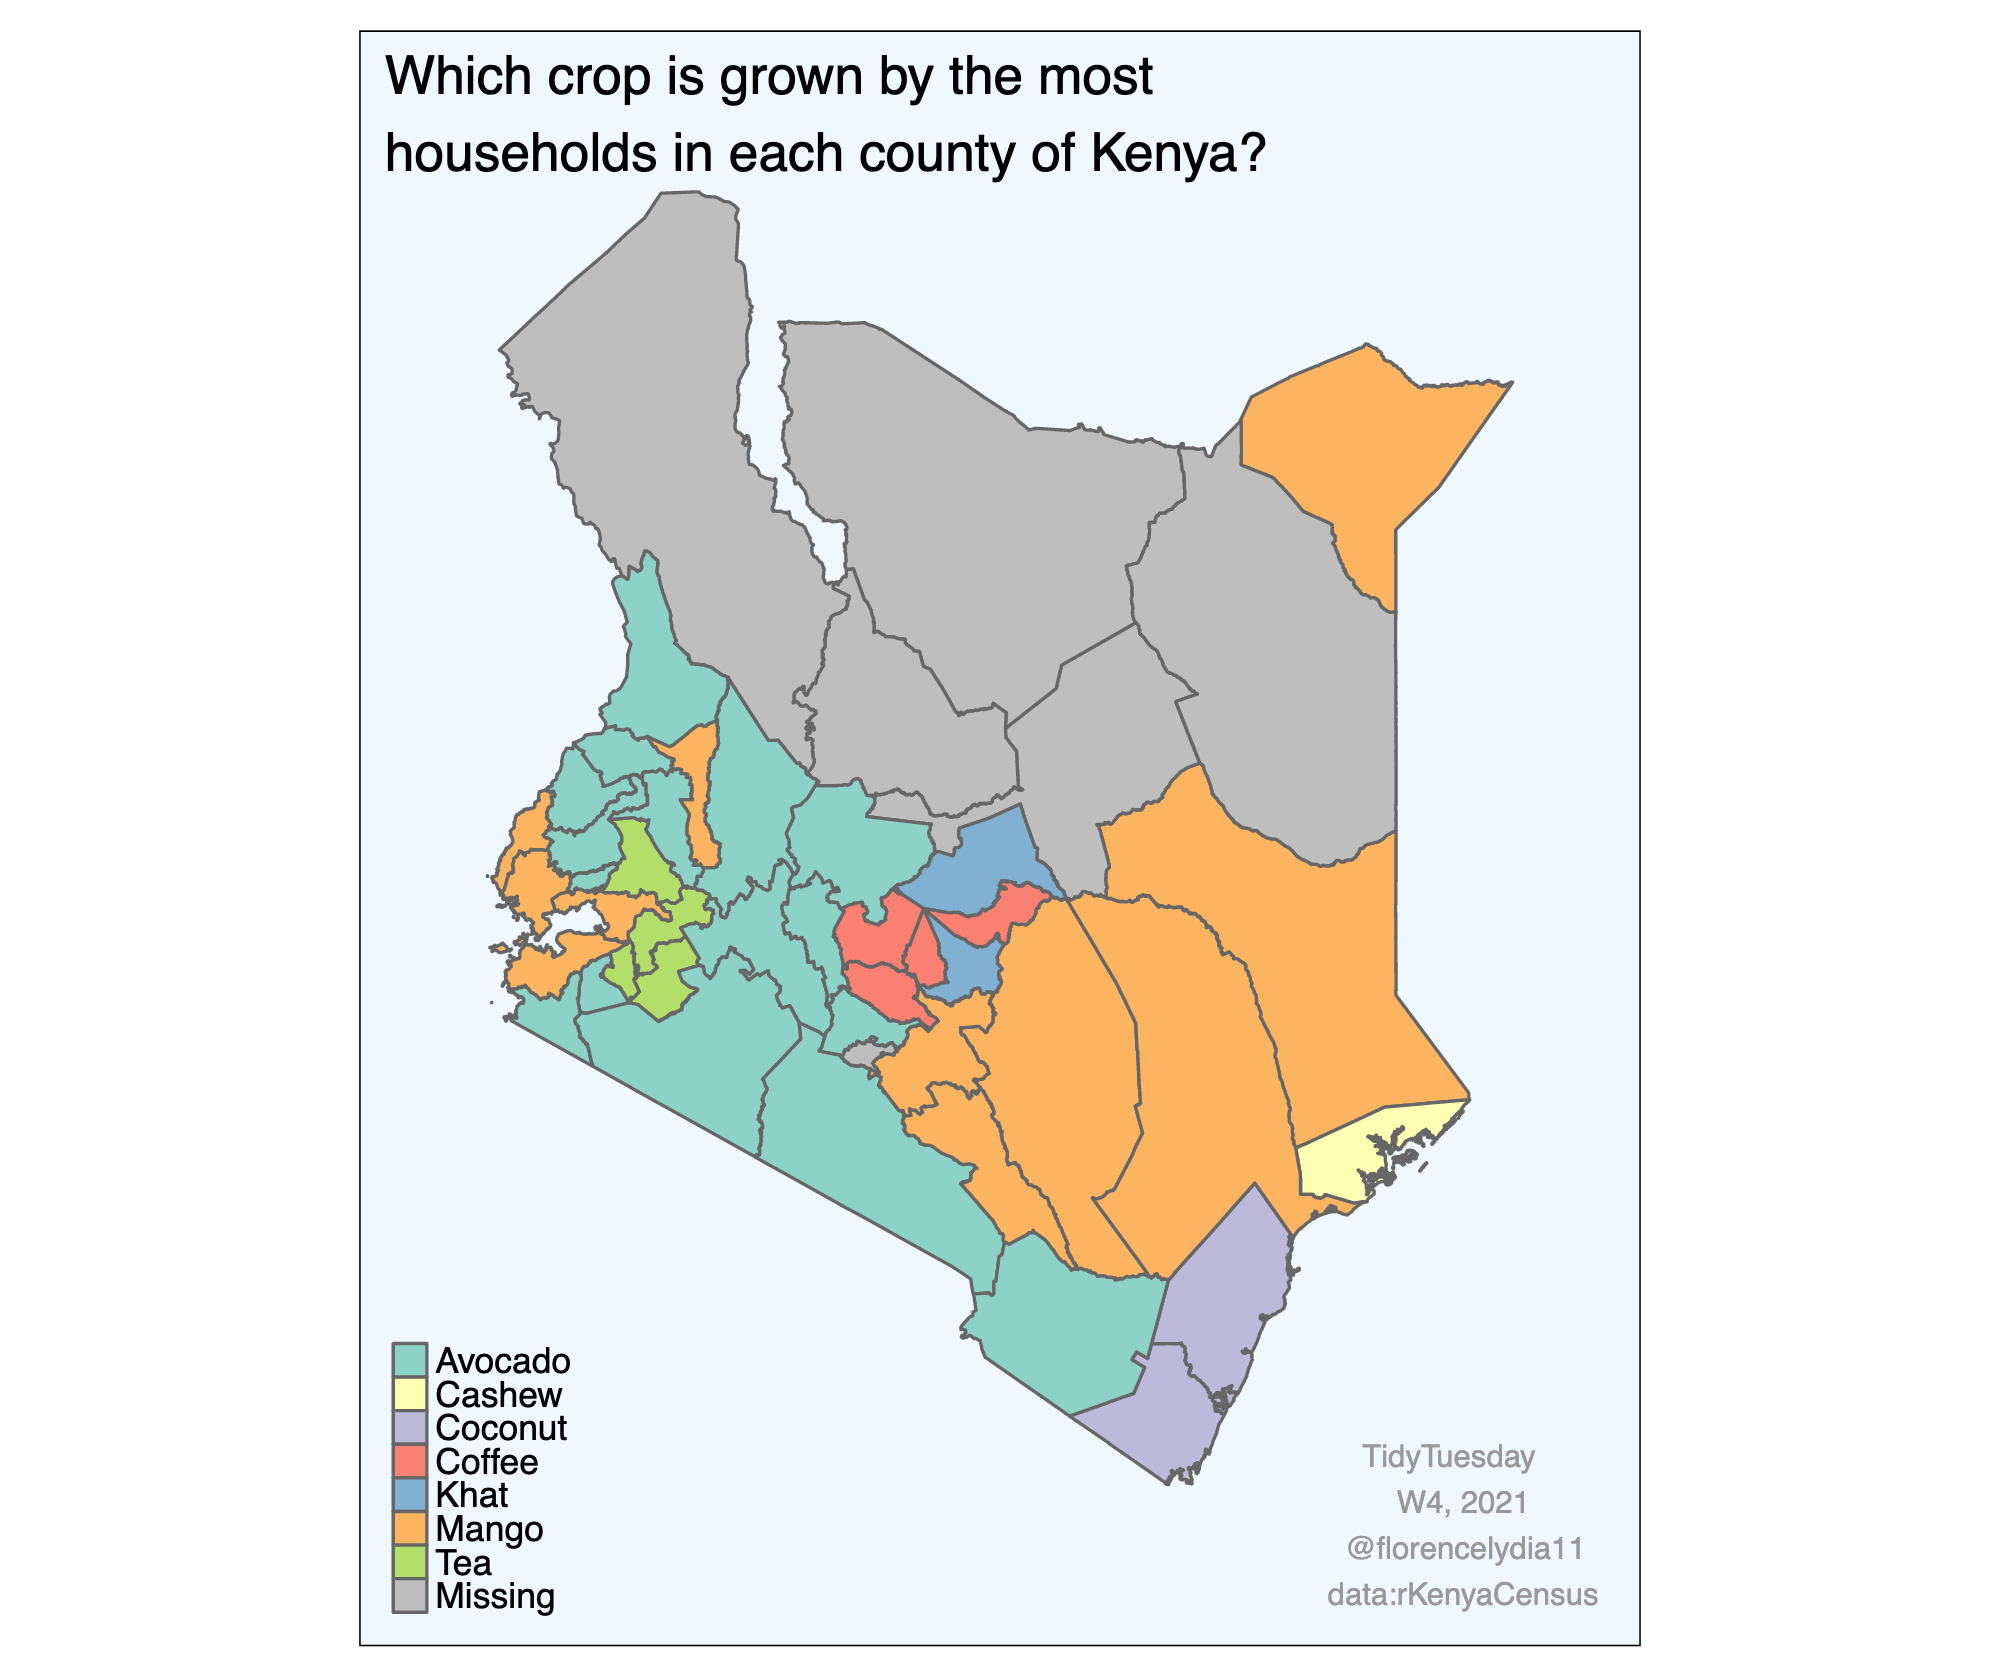 Which crop is grown by the most
households in each county of Kenya?
Avocado
Cashew
Coconut
Coffee
Khat
Mango
Tea
Missing
TidyTuesday
W4, 2021
@florencelydia11
data:rKenyaCensus